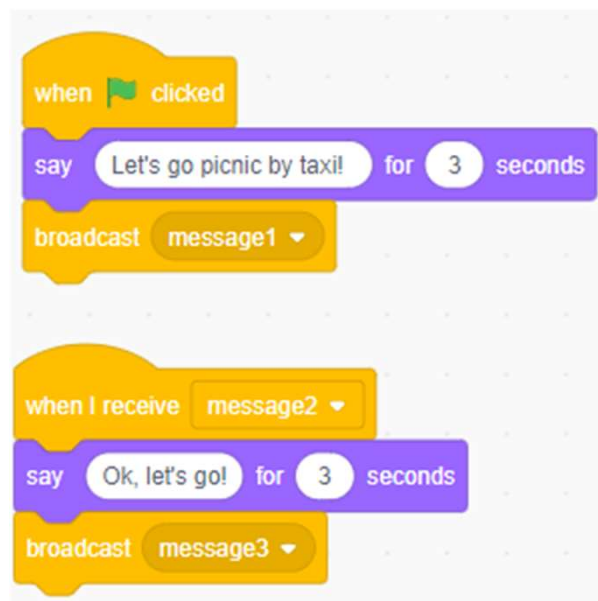 when clicked
say Let's go picnic by taxi! for 3 seconds
broadcast message1
when I receive message2
say Ok, let's go! for 3 seconds
broadcast message3